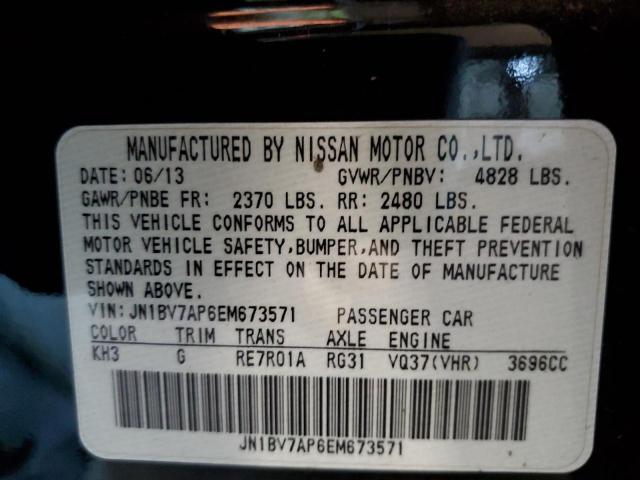 MANUFACTURED BY NISSAN MOTOR CO.,LTD.
DATE: 06/13 GVWR/PNBV: 4828 LBS.
GAWR/PNBE FR: 2370 LBS. RR: 2480 LBS.
THIS VEHICLE CONFORMS TO ALL APPLICABLE FEDERAL
MOTOR VEHICLE SAFETY,BUMPER,AND THEFT PREVENTION
STANDARDS IN EFFECT ON THE DATE OF MANUFACTURE
SHOWN ABOVE.
VIN: JN1BV7AP6EM673571 PASSENGER CAR
COLOR TRIM TRANS AXLE ENGINE
KH3 G RE7R01A RG31 VQ37(VHR) 3696CC
JN1BV7AP6EM673571